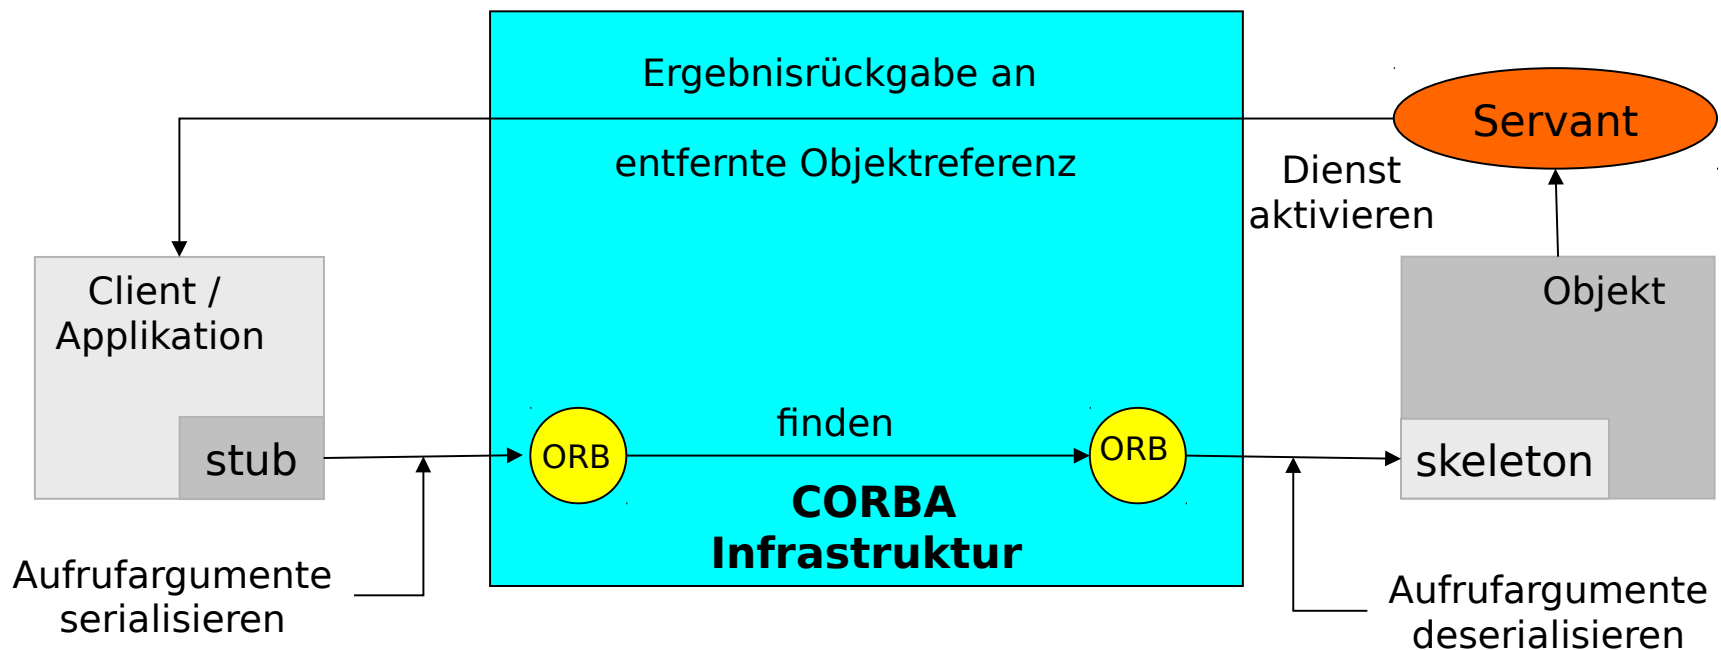 Ergebnisrückgabe an
entfernte Objektreferenz
Servant
Dienst
aktivieren
Client /
Applikation
stub
ORB
finden
ORB
CORBA
Infrastruktur
Objekt
skeleton
Aufrufargumente
serialisieren
Aufrufargumente
deserialisieren